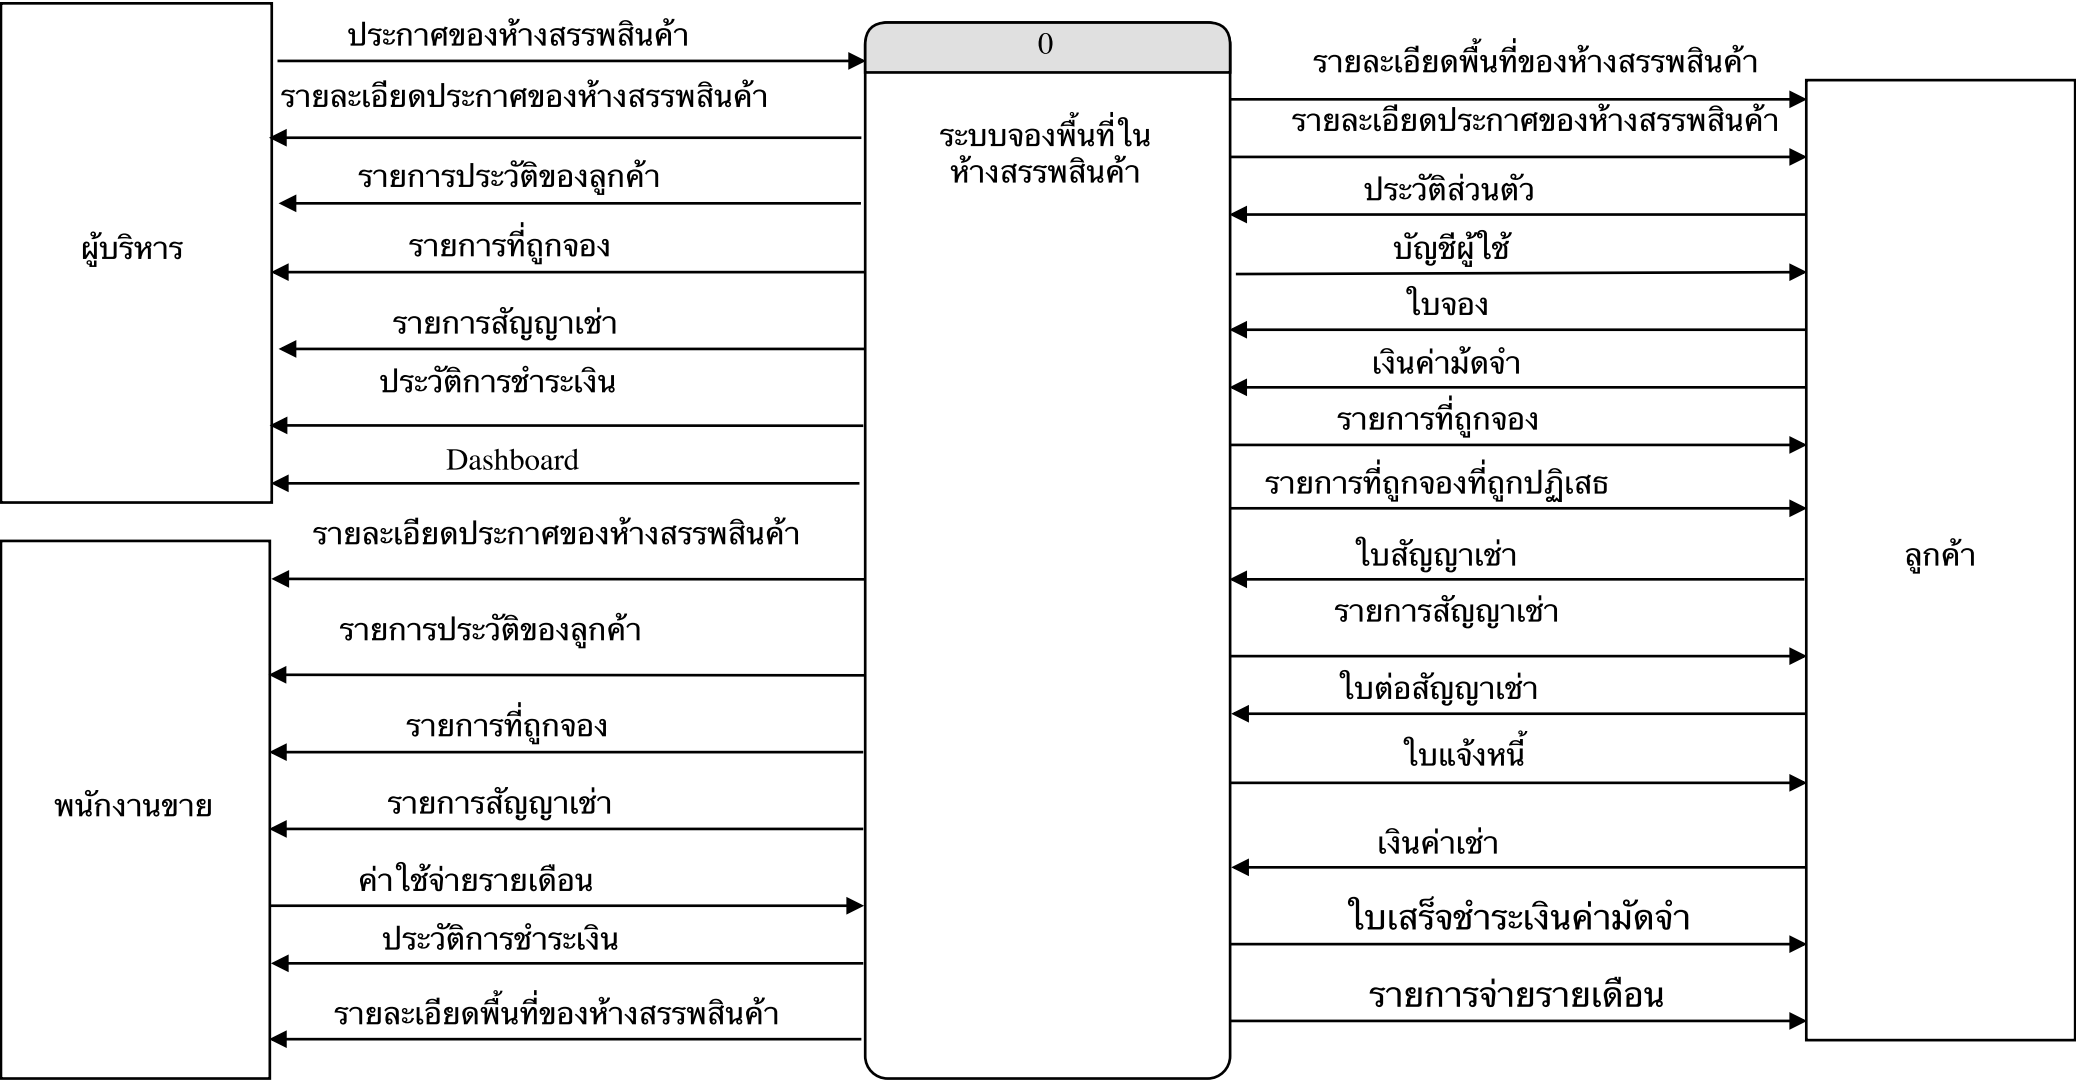 ผู้บริหาร
ประกาศของห้างสรรพสินค้า
รายละเอียดประกาศของห้างสรรพสินค้า
รายการประวัติของลูกค้า
รายการที่ถูกจอง
รายการสัญญาเช่า
ประวัติการชำระเงิน
Dashboard
พนักงานขาย
รายละเอียดประกาศของห้างสรรพสินค้า
รายการประวัติของลูกค้า
รายการที่ถูกจอง
รายการสัญญาเช่า
ค่าใช้จ่ายรายเดือน
ประวัติการชำระเงิน
รายละเอียดพื้นที่ของห้างสรรพสินค้า
0
ระบบจองพื้นที่ใน
ห้างสรรพสินค้า
รายละเอียดพื้นที่ของห้างสรรพสินค้า
รายละเอียดประกาศของห้างสรรพสินค้า
ประวัติส่วนตัว
บัญชีผู้ใช้
ใบจอง
เงินค่ามัดจำ
รายการที่ถูกจอง
รายการที่ถูกจองที่ถูกปฏิเสธ
ใบสัญญาเช่า
รายการสัญญาเช่า
ใบต่อสัญญาเช่า
ใบแจ้งหนี้
เงินค่าเช่า
ใบเสร็จชำระเงินค่ามัดจำ
รายการจ่ายรายเดือน
ลูกค้า